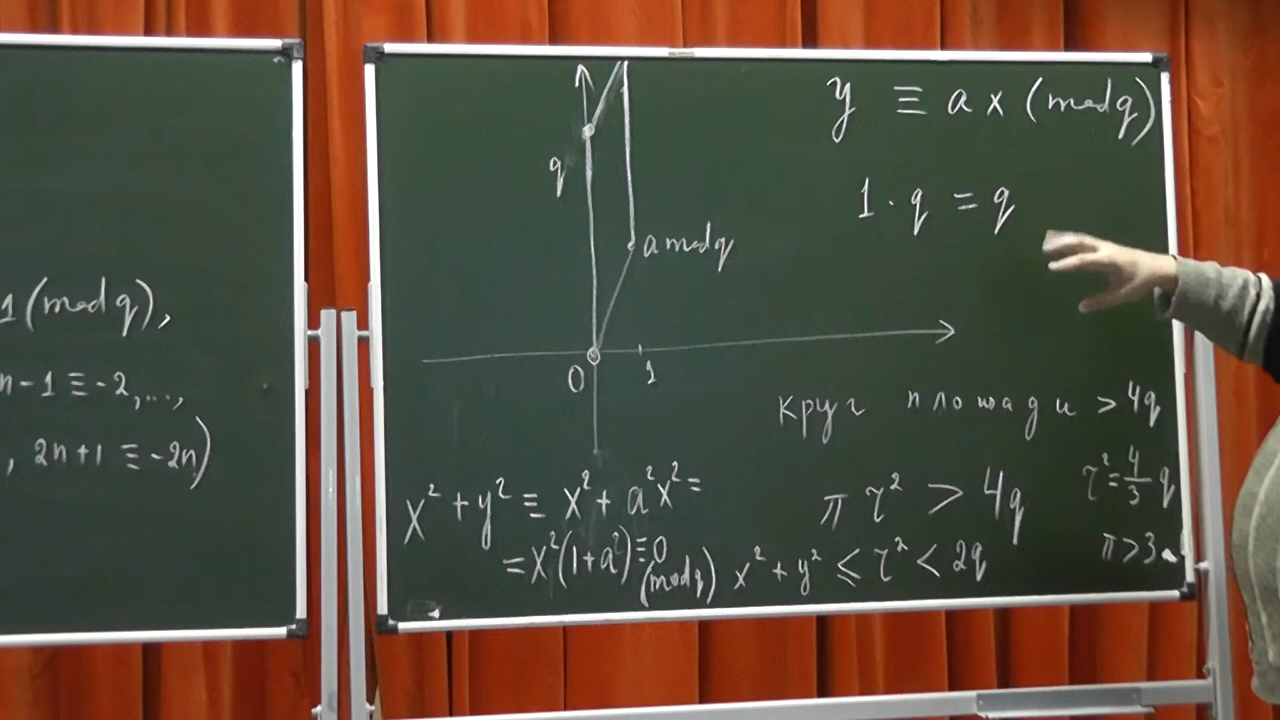 1 (mod q),
n-1 ≡ -2, ...,
, 2n+1 ≡ -2n)
q
a mod q
0
1
y ≡ a x (mod q)
1 · q = q
круг площади > 4q
x² + y² ≡ x² + a²x² =
= x²(1+a²) ≡ 0 (mod q)
π r² > 4q
x² + y² ≤ r² < 2q
r² = 4/3 q
π > 3